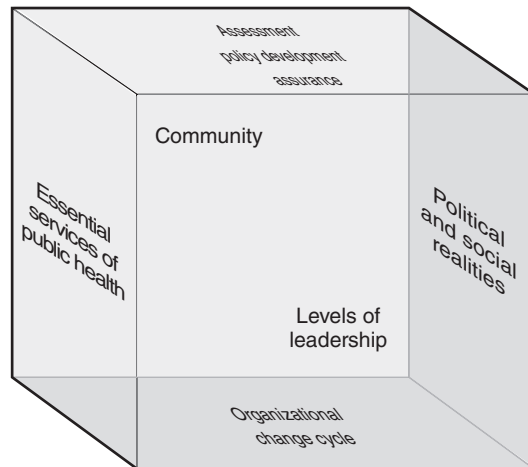 Assessment
policy development
assurance
Community
Essential
services of
public health
Political
and social
realities
Levels of
leadership
Organizational
change cycle